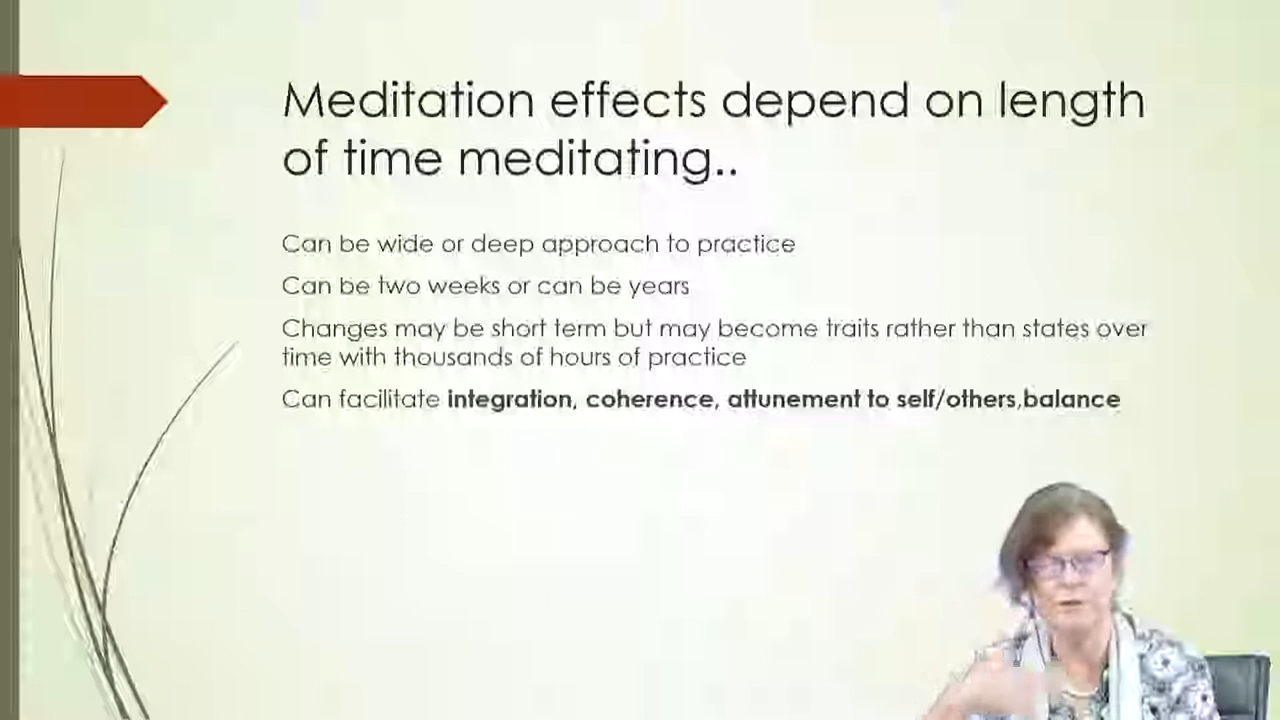 Meditation effects depend on length
of time meditating..
Can be wide or deep approach to practice
Can be two weeks or can be years
Changes may be short term but may become traits rather than states over
time with thousands of hours of practice
Can facilitate integration, coherence, attunement to self/others,balance